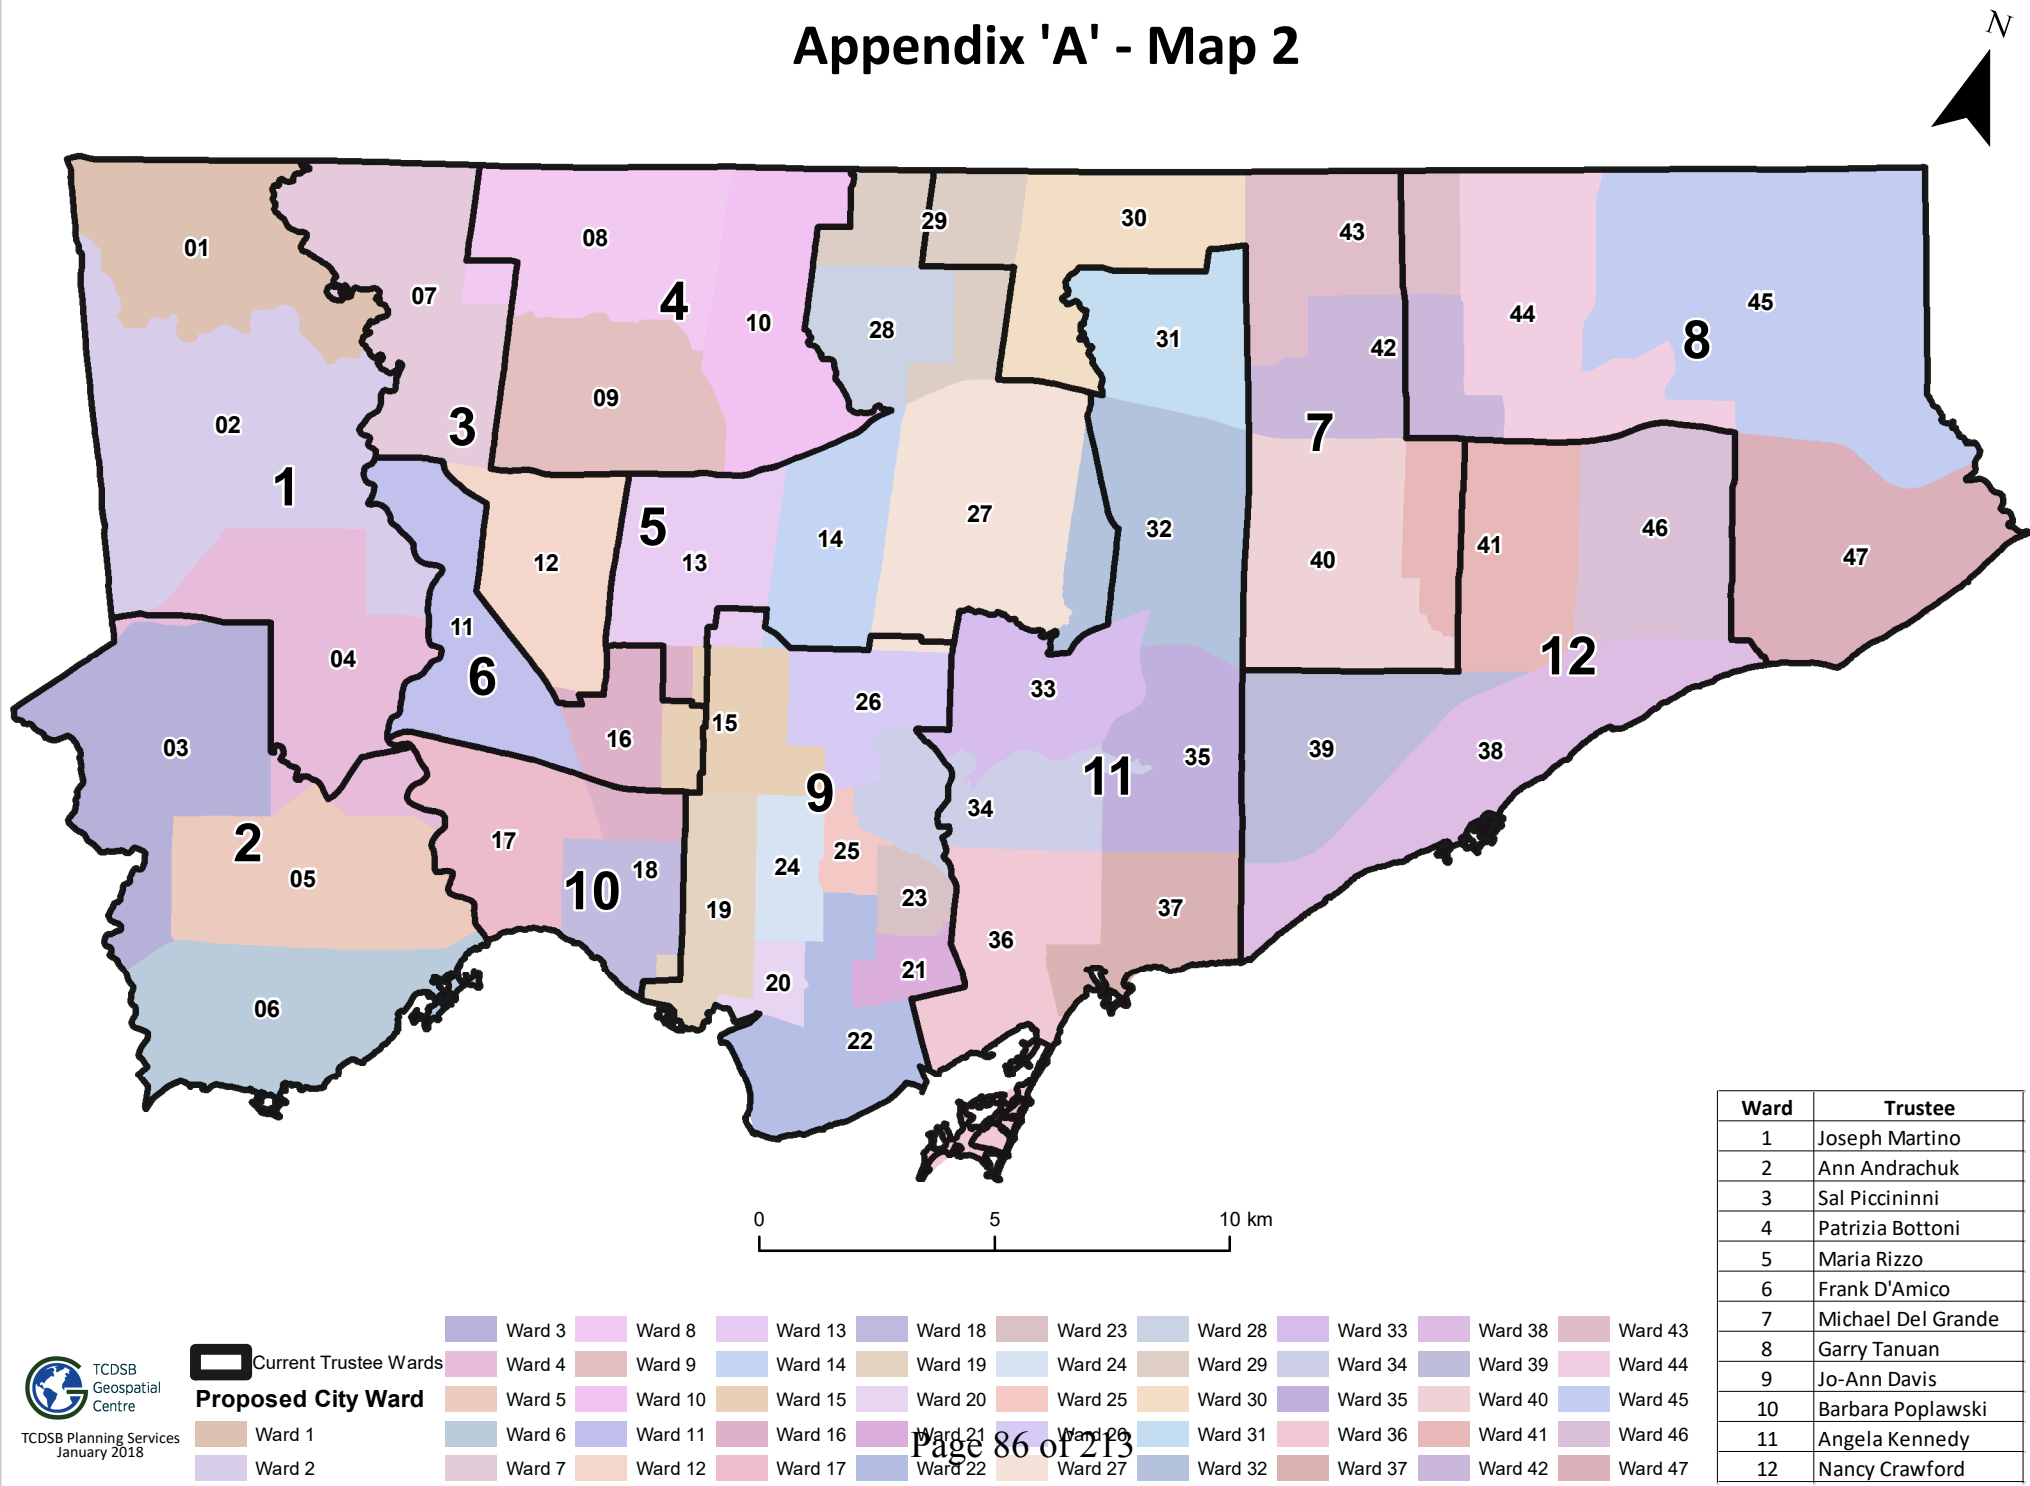 Appendix 'A' - Map 2
N
01
02
03
04
05
06
07
08
09
10
11
12
13
14
15
16
17
18
19
20
21
22
23
24
25
26
27
28
29
30
31
32
33
34
35
36
37
38
39
40
41
42
43
44
45
46
47
1
2
3
4
5
6
7
8
9
10
11
12
0 5 10 km
Ward Trustee
1 Joseph Martino
2 Ann Andrachuk
3 Sal Piccininni
4 Patrizia Bottoni
5 Maria Rizzo
6 Frank D'Amico
7 Michael Del Grande
8 Garry Tanuan
9 Jo-Ann Davis
10 Barbara Poplawski
11 Angela Kennedy
12 Nancy Crawford
TCDSB
Geospatial
Centre
TCDSB Planning Services
January 2018
Current Trustee Wards
Proposed City Ward
Ward 1
Ward 2
Ward 3
Ward 4
Ward 5
Ward 6
Ward 7
Ward 8
Ward 9
Ward 10
Ward 11
Ward 12
Ward 13
Ward 14
Ward 15
Ward 16
Ward 17
Ward 18
Ward 19
Ward 20
Ward 21
Ward 22
Ward 23
Ward 24
Ward 25
Ward 26
Ward 27
Ward 28
Ward 29
Ward 30
Ward 31
Ward 32
Ward 33
Ward 34
Ward 35
Ward 36
Ward 37
Ward 38
Ward 39
Ward 40
Ward 41
Ward 42
Ward 43
Ward 44
Ward 45
Ward 46
Ward 47
Page 86 of 213